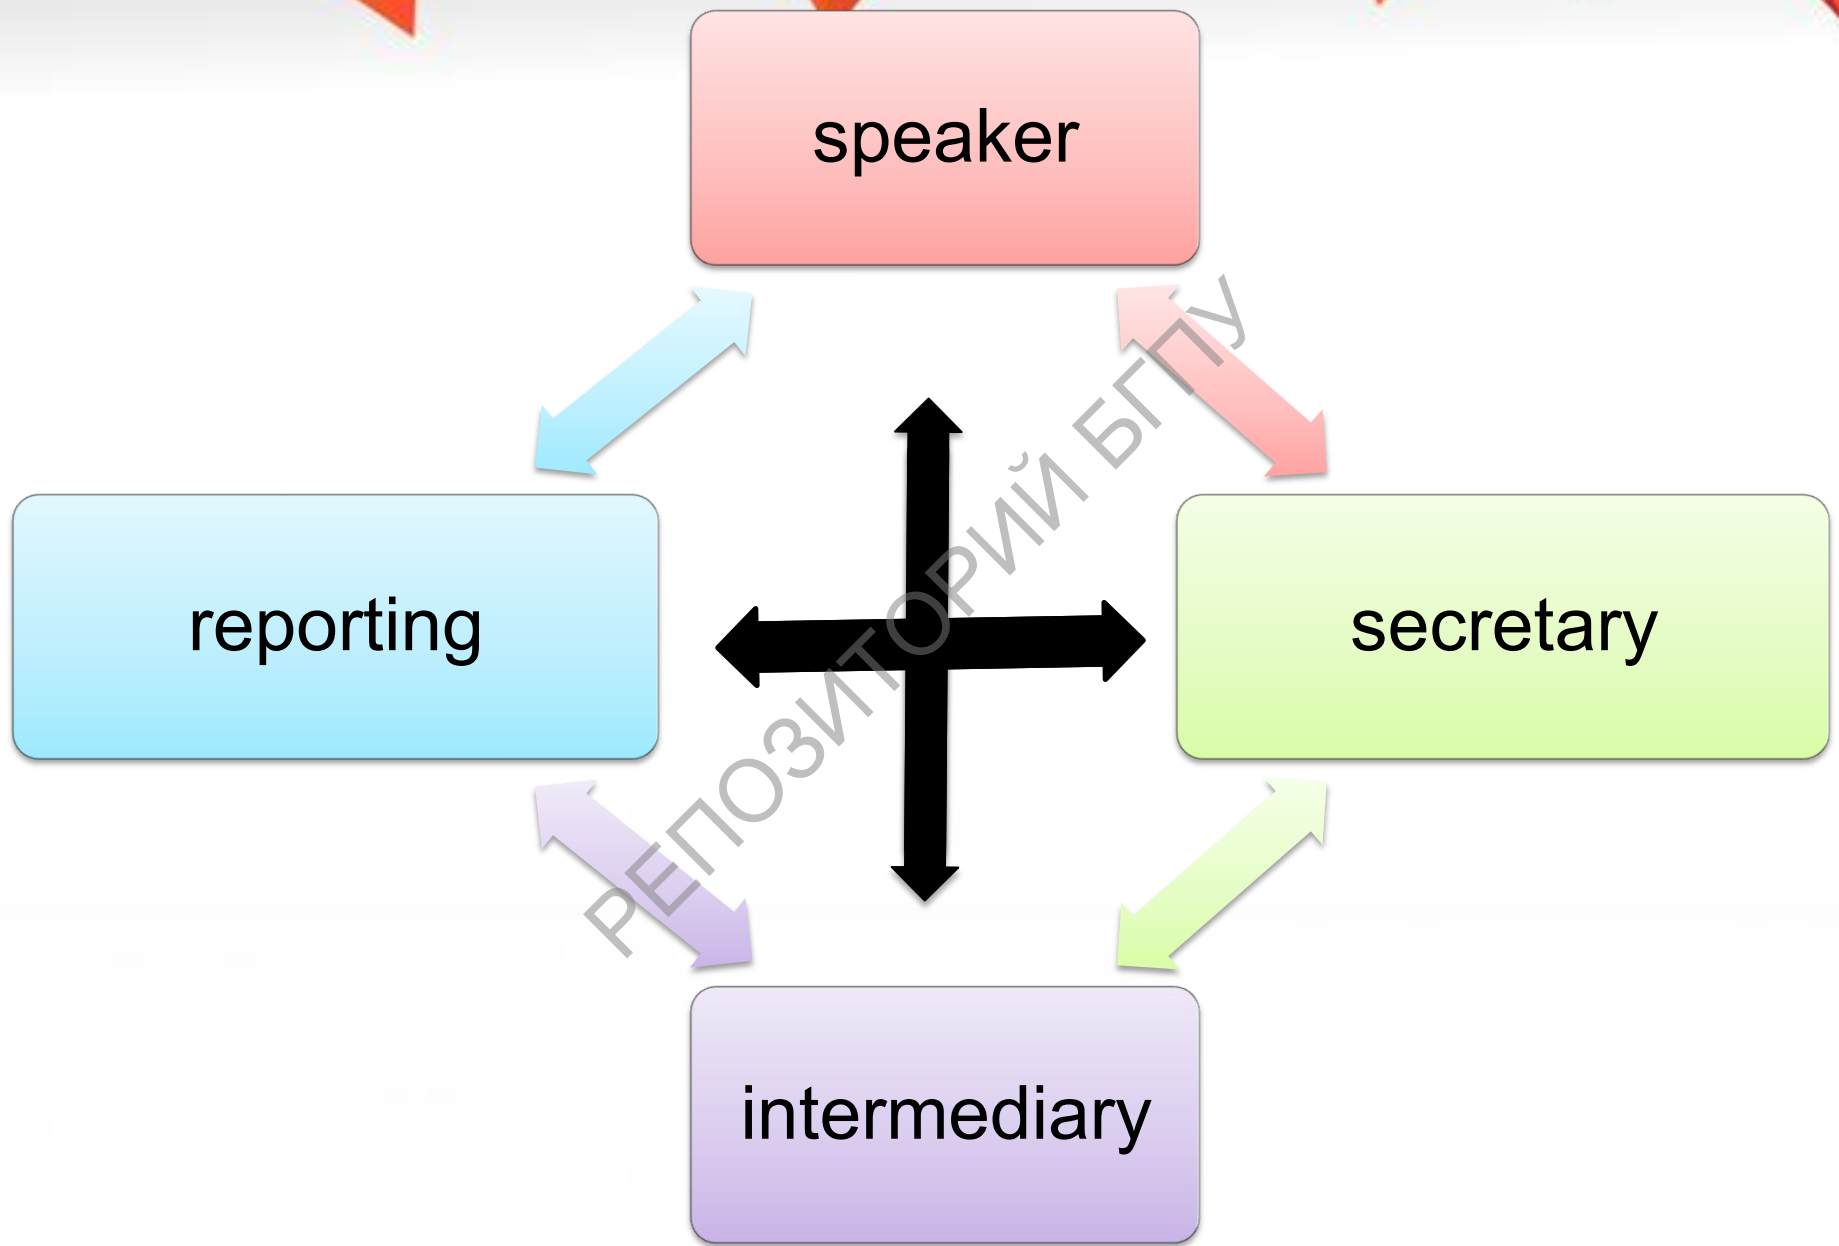 speaker
reporting
secretary
intermediary
РЕПОЗИТОРИЙ БГПУ